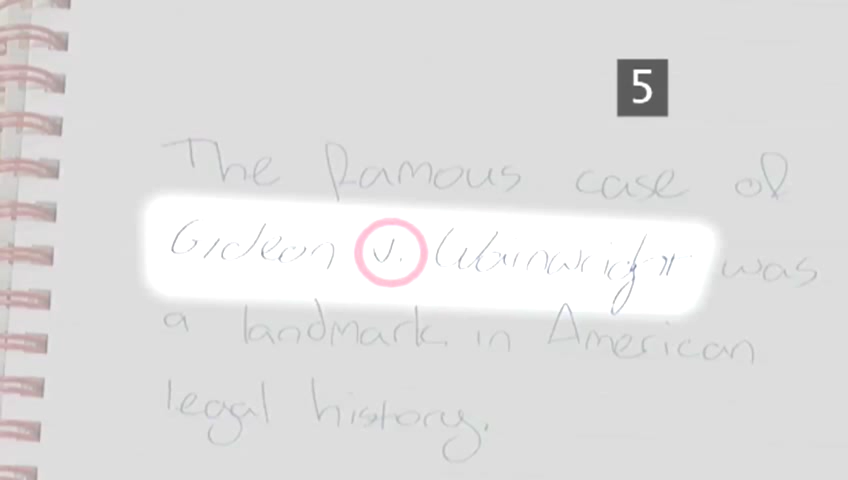 5
The famous case of
Gideon v. Wainwright was
a landmark in American
legal history.